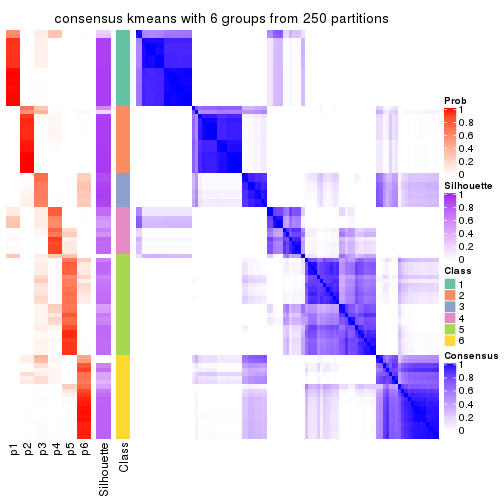 consensus kmeans with 6 groups from 250 partitions
Prob
1
0.8
0.6
0.4
0.2
0
Silhouette
1
0.8
0.6
0.4
0.2
0
Class
1
2
3
4
5
6
Consensus
1
0.8
0.6
0.4
0.2
0
p1
p2
p3
p4
p5
p6
Silhouette
Class